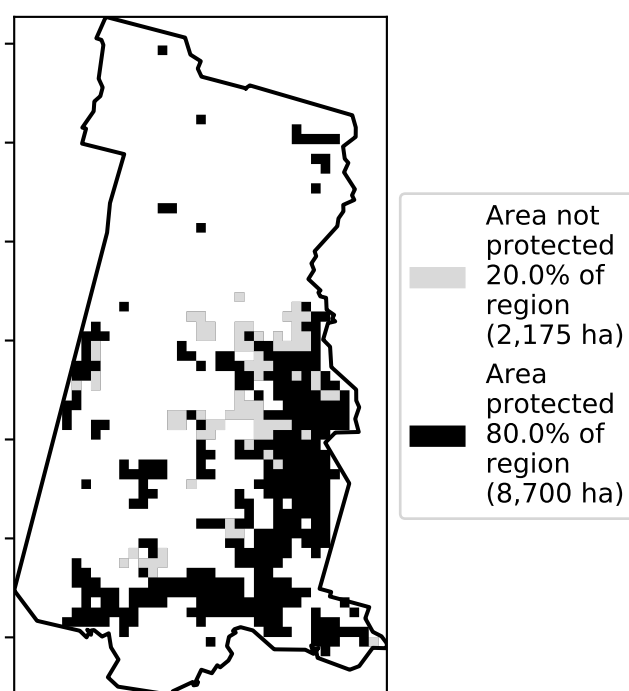 Area not
protected
20.0% of
region
(2,175 ha)
Area
protected
80.0% of
region
(8,700 ha)